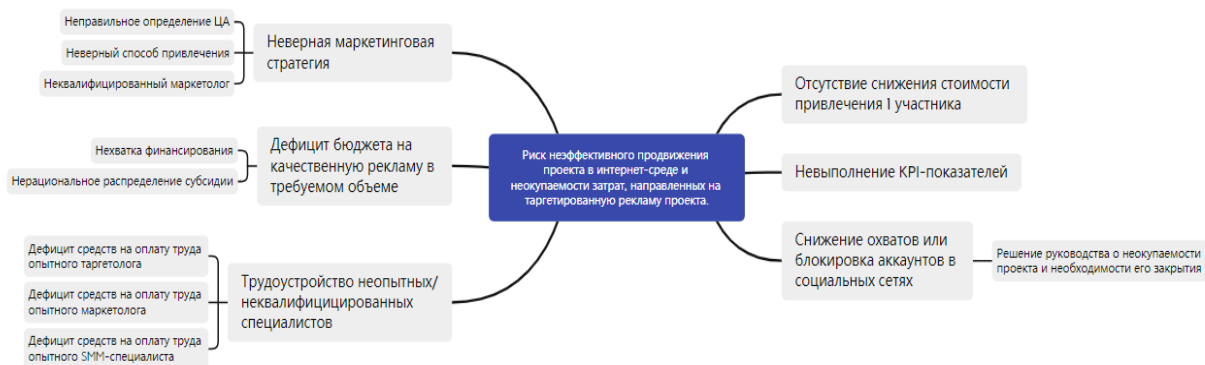 Неправильное определение ЦА
Неверный способ привлечения
Неквалифицированный маркетолог
Неверная маркетинговая
стратегия
Нехватка финансирования
Нерациональное распределение субсидии
Дефицит бюджета на
качественную рекламу в
требуемом объеме
Дефицит средств на оплату труда
опытного таргетолога
Дефицит средств на оплату труда
опытного маркетолога
Дефицит средств на оплату труда
опытного SMM-специалиста
Трудоустройство неопытных/
неквалифицицированных
специалистов
Риск неэффективного продвижения
проекта в интернет-среде и
неокупаемости затрат, направленных на
таргетированную рекламу проекта.
Отсутствие снижения стоимости
привлечения 1 участника
Невыполнение KPI-показателей
Снижение охватов или
блокировка аккаунтов в
социальных сетях
Решение руководства о неокупаемости
проекта и необходимости его закрытия